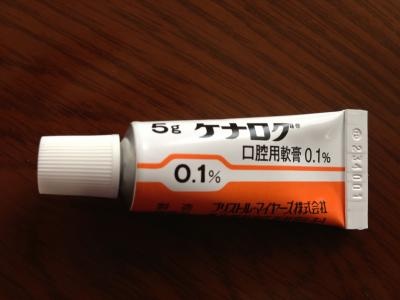 5g ケナログ®
口腔用軟膏 0.1%
0.1%
製造 ブリストル・マイヤーズ株式会社
234001